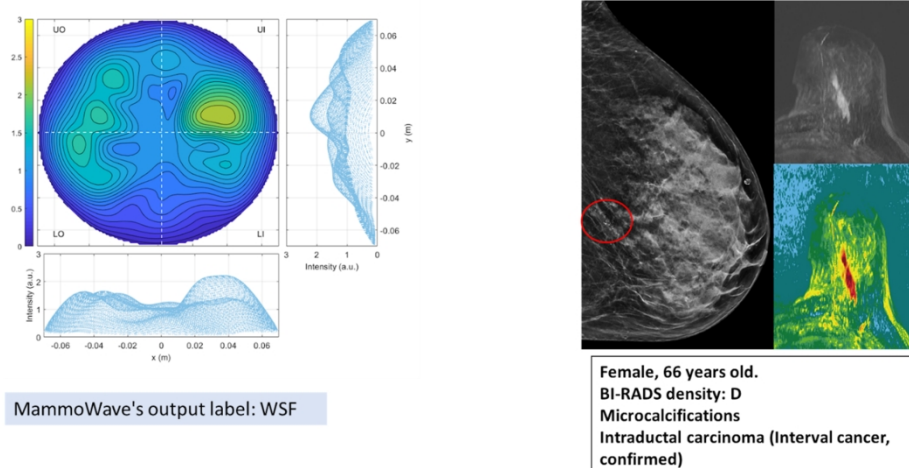 3
2.5
2
1.5
1
0.5
0
UO
UI
LO
LI
0.06
0.04
0.02
0
-0.02
-0.04
-0.06
y (m)
3 2 1 0
Intensity (a.u.)
3
2
1
0
Intensity (a.u.)
-0.06 -0.04 -0.02 0 0.02 0.04 0.06
x (m)
MammoWave's output label: WSF
Female, 66 years old.
BI-RADS density: D
Microcalcifications
Intraductal carcinoma (Interval cancer,
confirmed)